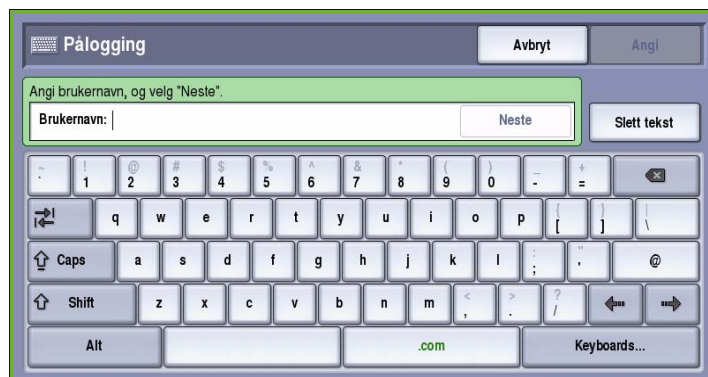 Pålogging Avbryt Angi
Angi brukernavn, og velg "Neste".
Brukernavn: Neste Slett tekst
~ ! @ # $ % ^ & * ( ) _ +
` 1 2 3 4 5 6 7 8 9 0 - =
q w e r t y u i o p { [ } ] | \
Caps a s d f g h j k l : ; " ' @
Shift z x c v b n m < , > . ? /
Alt .com Keyboards...